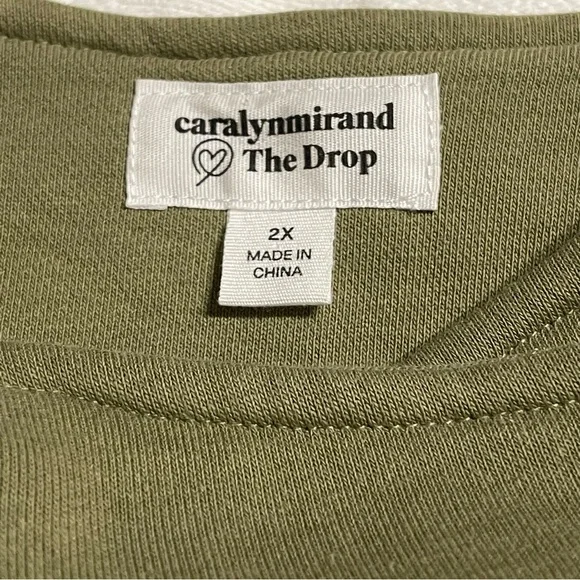 caralynmirand
The Drop
2X
MADE IN
CHINA